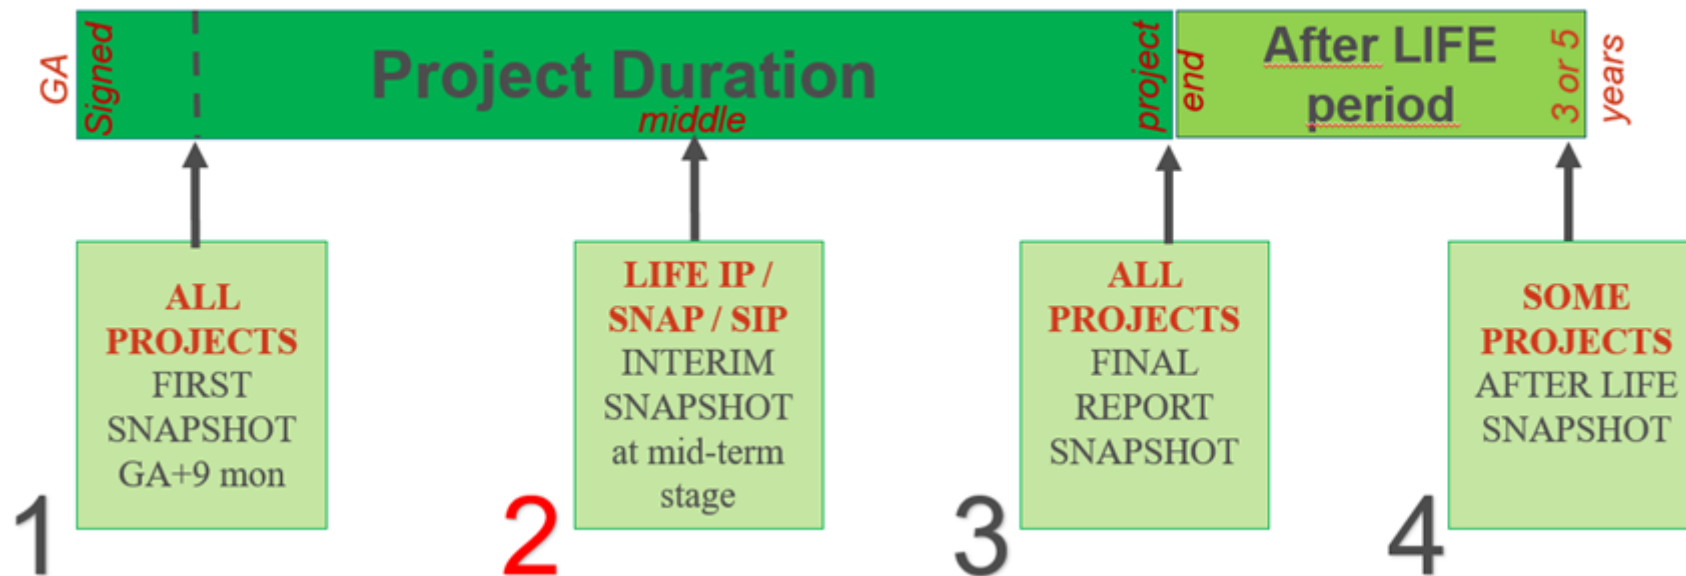 GA
Signed
Project Duration
middle
project
end
After LIFE
period
3 or 5
years
ALL
PROJECTS
FIRST
SNAPSHOT
GA+9 mon
1
LIFE IP /
SNAP / SIP
INTERIM
SNAPSHOT
at mid-term
stage
2
ALL
PROJECTS
FINAL
REPORT
SNAPSHOT
3
SOME
PROJECTS
AFTER LIFE
SNAPSHOT
4